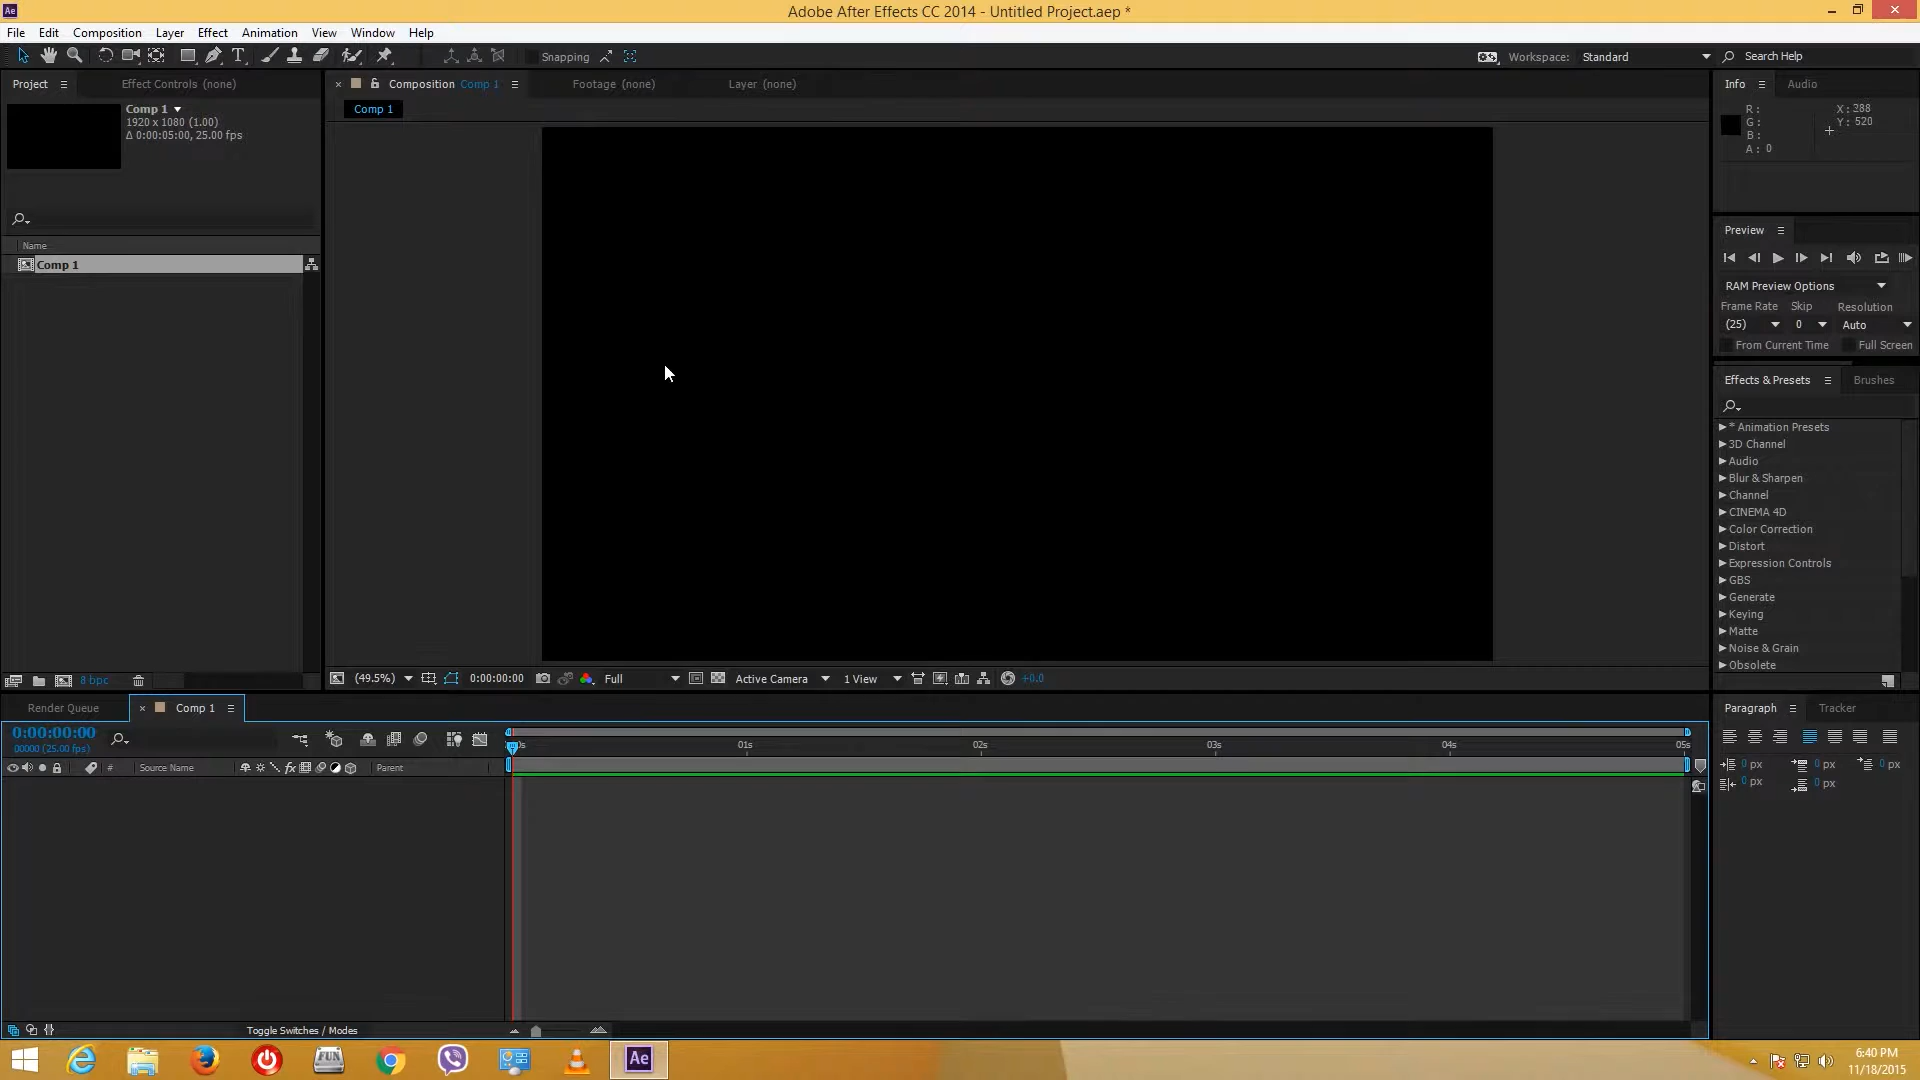 Ae
Adobe After Effects CC 2014 - Untitled Project.aep *
File Edit Composition Layer Effect Animation View Window Help
Snapping
Workspace: Standard
Search Help
Project
Effect Controls (none)
Composition Comp 1
Footage (none)
Layer (none)
Info
Audio
Comp 1
1920 x 1080 (1.00)
Δ 0:00:05:00, 25.00 fps
Comp 1
R :
G :
B :
A : 0
X : 288
Y : 520
Name
Comp 1
Preview
RAM Preview Options
Frame Rate Skip Resolution
(25) 0 Auto
From Current Time Full Screen
Effects & Presets
Brushes
* Animation Presets
3D Channel
Audio
Blur & Sharpen
Channel
CINEMA 4D
Color Correction
Distort
Expression Controls
GBS
Generate
Keying
Matte
Noise & Grain
Obsolete
8 bpc
(49.5%)
0:00:00:00
Full
Active Camera
1 View
+0.0
Render Queue
Comp 1
Paragraph
Tracker
0:00:00:00
00000 (25.00 fps)
01s 02s 03s 04s 05s
# Source Name
fx
Parent
0 px 0 px 0 px
0 px 0 px
Toggle Switches / Modes
FUN
Ae
6:40 PM
11/18/2015